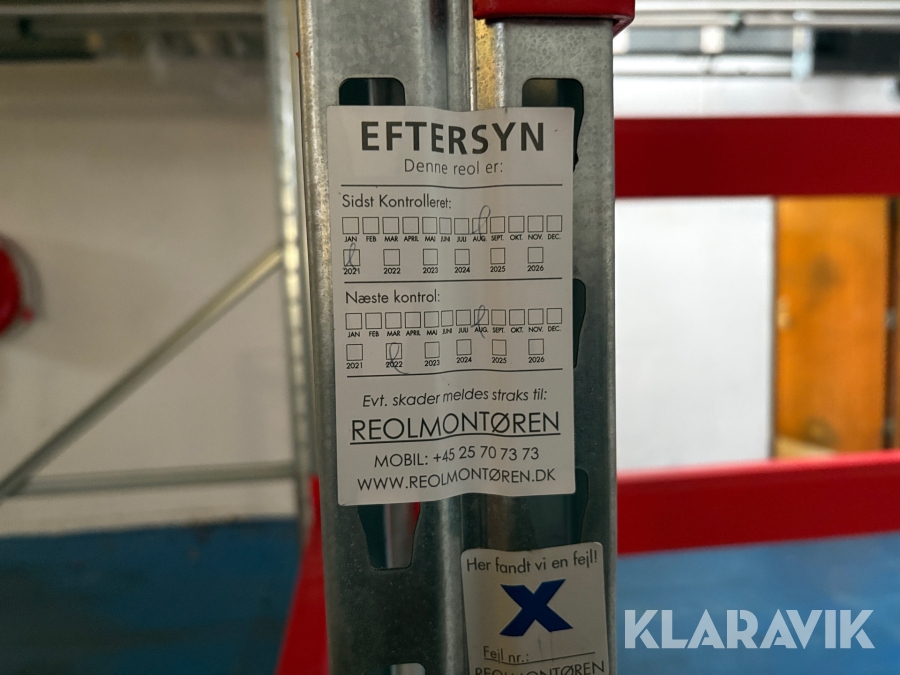 EFTERSYN
Denne reol er:
Sidst Kontrolleret:
JAN FEB MAR APRIL MAI JUNI JULI AUG. SEPT. OKT. NOV. DEC.
2021 2022 2023 2024 2025 2026
Næste kontrol:
JAN FEB MAR APRIL MAI JUNI JULI AUG. SEPT. OKT. NOV. DEC.
2021 2022 2023 2024 2025 2026
Evt. skader meldes straks til:
REOLMONTØREN
MOBIL: +45 25 70 73 73
WWW.REOLMONTØREN.DK
Her fandt vi en fejl!
X
Fejl nr.:
REOLMONTØREN
KLARAVIK